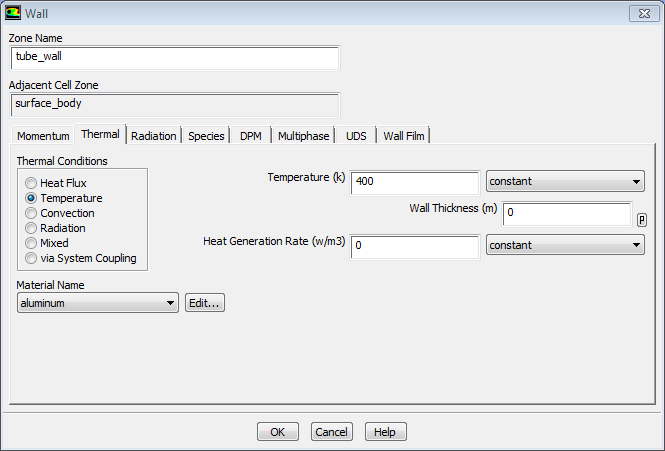 Wall
Zone Name
tube_wall
Adjacent Cell Zone
surface_body
Momentum Thermal Radiation Species DPM Multiphase UDS Wall Film
Thermal Conditions
Heat Flux
Temperature
Convection
Radiation
Mixed
via System Coupling
Temperature (k) 400 constant
Wall Thickness (m) 0 P
Heat Generation Rate (w/m3) 0 constant
Material Name
aluminum Edit...
OK Cancel Help